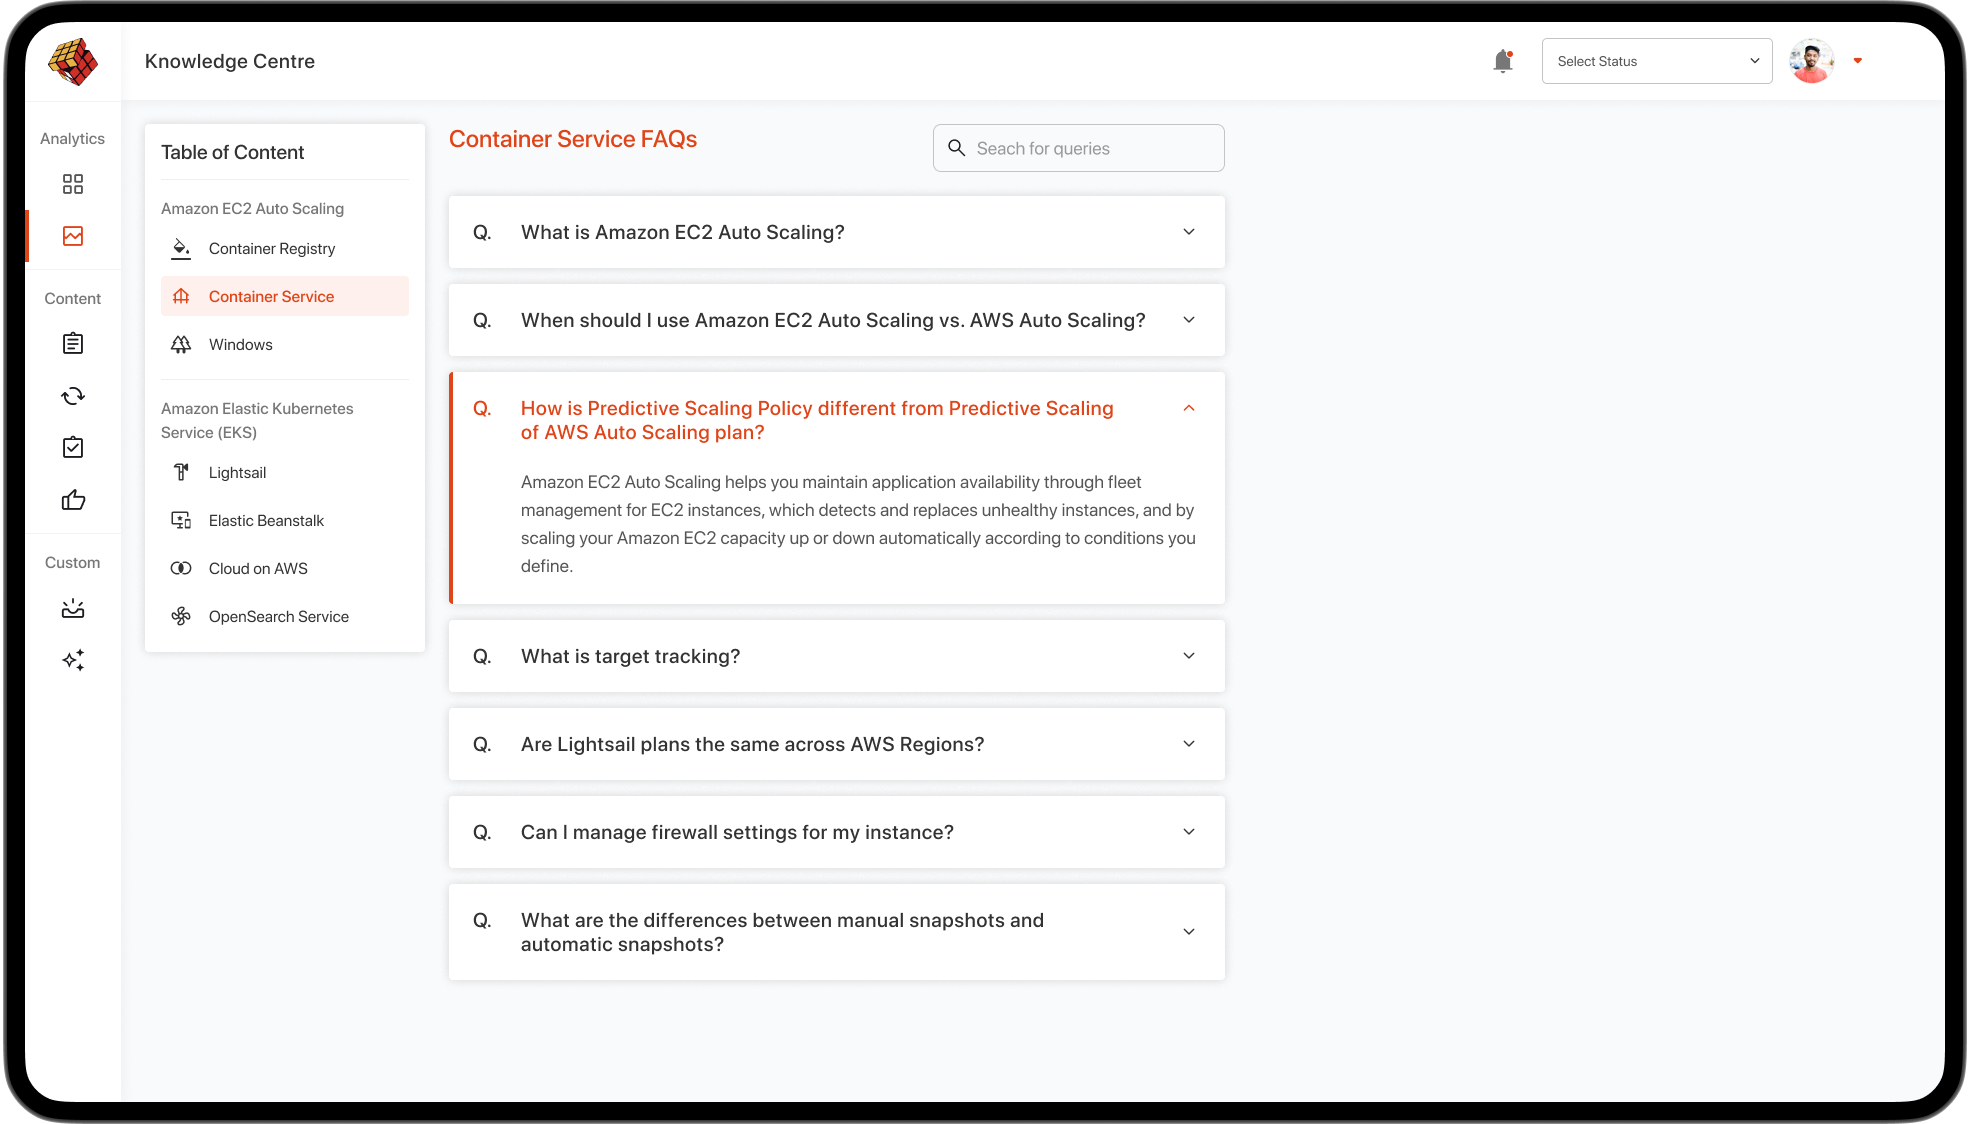 Knowledge Centre
Select Status
Analytics
Content
Custom
Table of Content
Amazon EC2 Auto Scaling
Container Registry
Container Service
Windows
Amazon Elastic Kubernetes
Service (EKS)
Lightsail
Elastic Beanstalk
Cloud on AWS
OpenSearch Service
Container Service FAQs
Seach for queries
Q. What is Amazon EC2 Auto Scaling?
Q. When should I use Amazon EC2 Auto Scaling vs. AWS Auto Scaling?
Q. How is Predictive Scaling Policy different from Predictive Scaling
of AWS Auto Scaling plan?
Amazon EC2 Auto Scaling helps you maintain application availability through fleet
management for EC2 instances, which detects and replaces unhealthy instances, and by
scaling your Amazon EC2 capacity up or down automatically according to conditions you
define.
Q. What is target tracking?
Q. Are Lightsail plans the same across AWS Regions?
Q. Can I manage firewall settings for my instance?
Q. What are the differences between manual snapshots and
automatic snapshots?